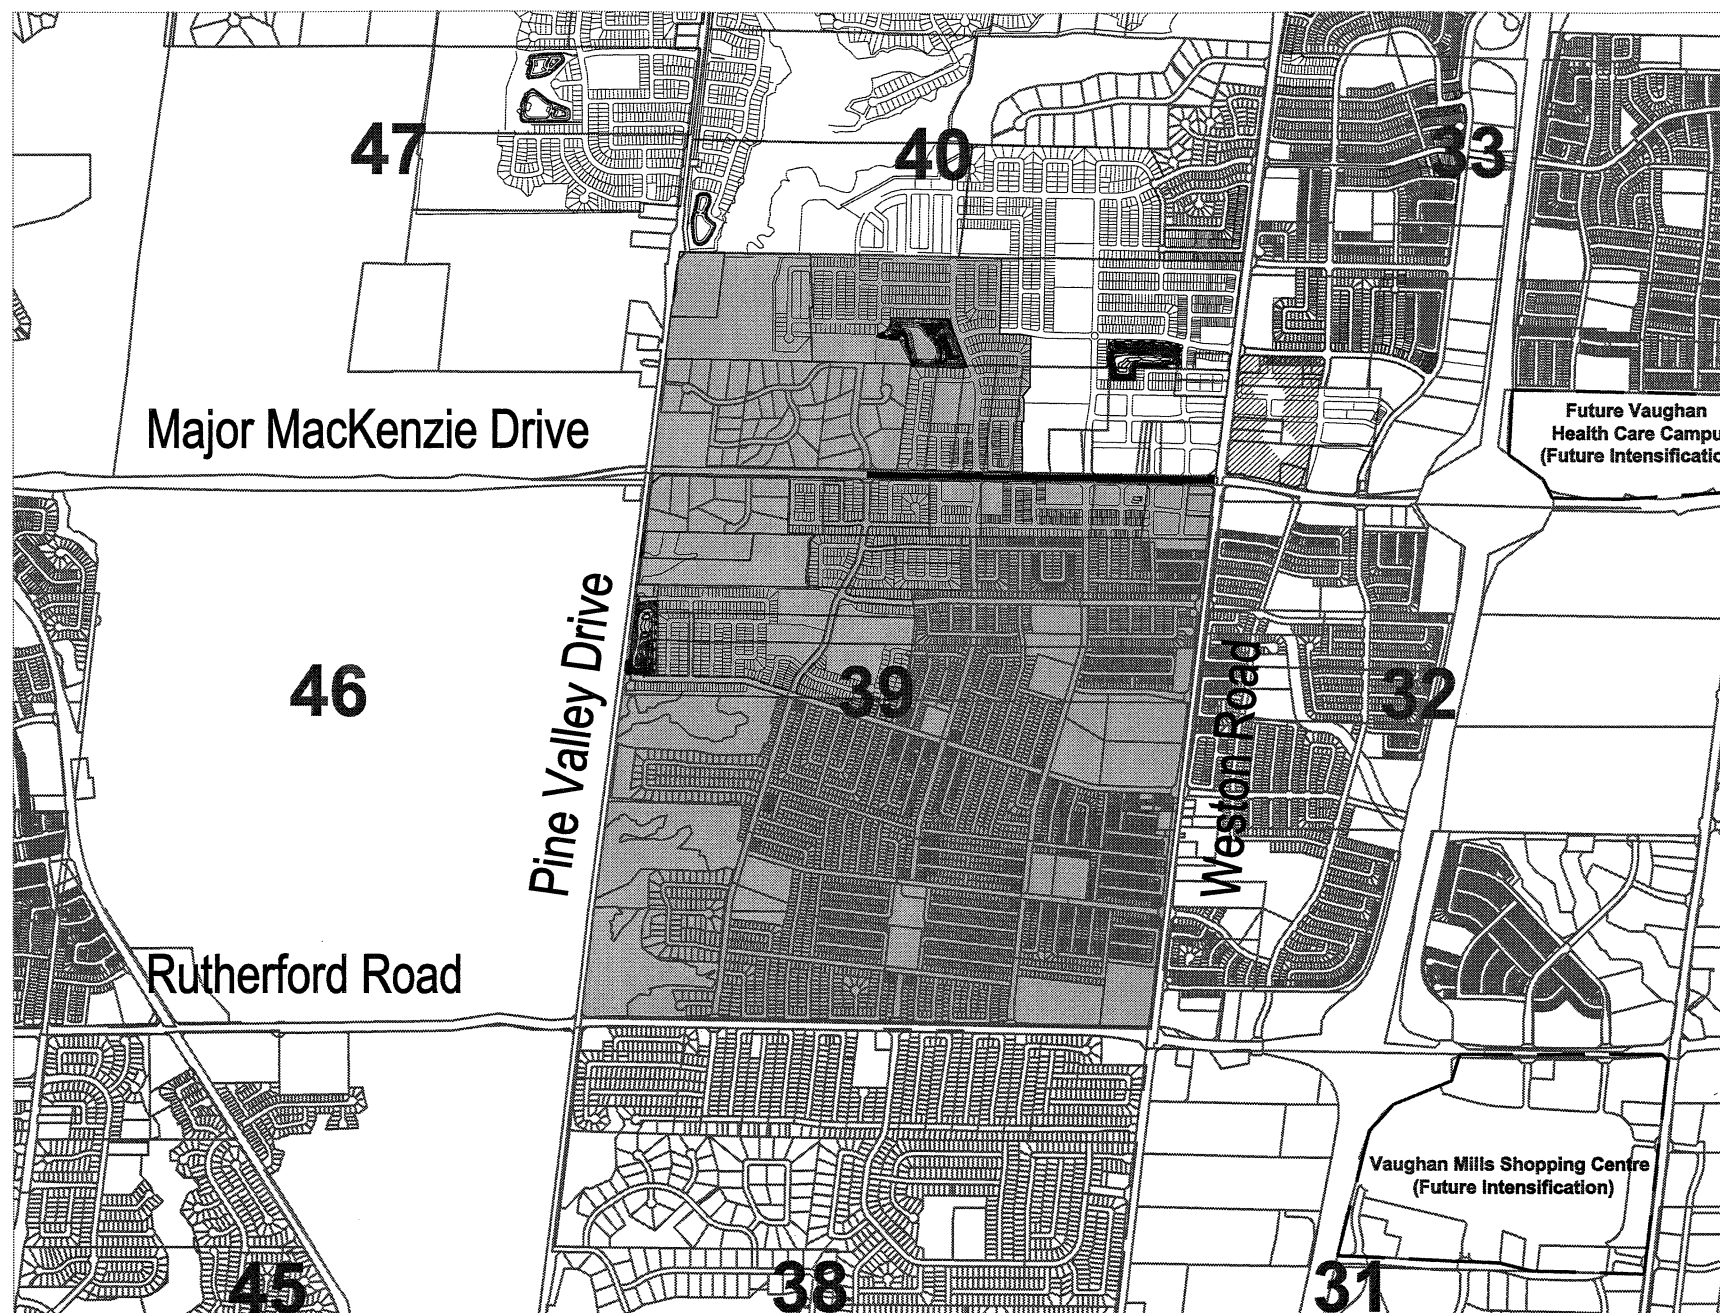 47
40
33
Major MacKenzie Drive
Future Vaughan
Health Care Campu
(Future Intensificatio
Pine Valley Drive
46
39
Weston Road
32
Rutherford Road
Vaughan Mills Shopping Centre
(Future Intensification)
45
38
31